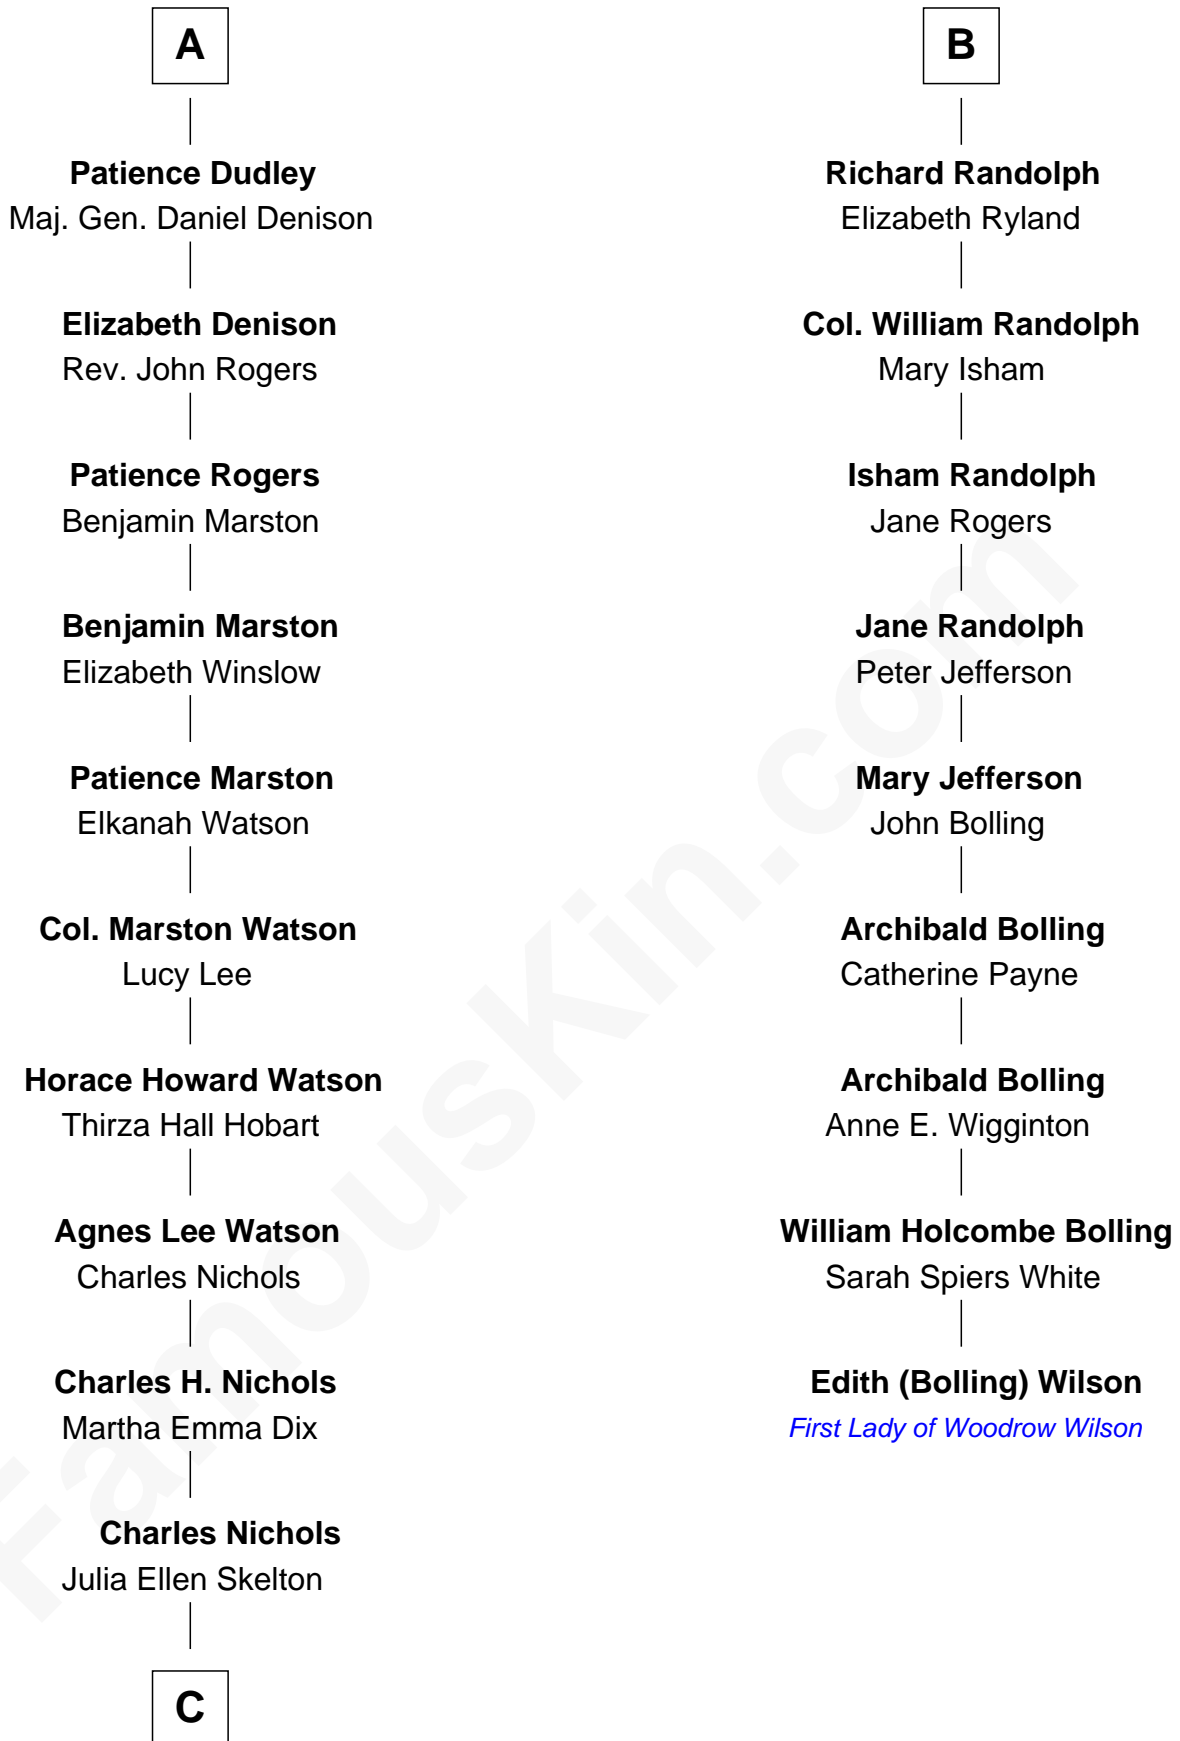 A
Patience Dudley
Maj. Gen. Daniel Denison
Elizabeth Denison
Rev. John Rogers
Patience Rogers
Benjamin Marston
Benjamin Marston
Elizabeth Winslow
Patience Marston
Elkanah Watson
Col. Marston Watson
Lucy Lee
Horace Howard Watson
Thirza Hall Hobart
Agnes Lee Watson
Charles Nichols
Charles H. Nichols
Martha Emma Dix
Charles Nichols
Julia Ellen Skelton
C
B
Richard Randolph
Elizabeth Ryland
Col. William Randolph
Mary Isham
Isham Randolph
Jane Rogers
Jane Randolph
Peter Jefferson
Mary Jefferson
John Bolling
Archibald Bolling
Catherine Payne
Archibald Bolling
Anne E. Wigginton
William Holcombe Bolling
Sarah Spiers White
Edith (Bolling) Wilson
First Lady of Woodrow Wilson
FamousKin.com